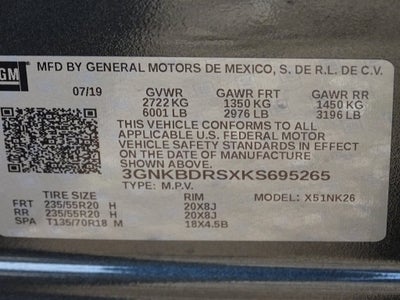 GM MFD BY GENERAL MOTORS DE MEXICO, S. DE R.L. DE C.V.
07/19 GVWR GAWR FRT GAWR RR
2722 KG 1350 KG 1450 KG
6001 LB 2976 LB 3196 LB
THIS VEHICLE CONFORMS TO ALL
APPLICABLE U.S. FEDERAL MOTOR
VEHICLE SAFETY STANDARDS IN EFFECT
ON THE DATE OF MANUFACTURE
SHOWN ABOVE.
3GNKBDRSXKS695265
TYPE: M.P.V. MODEL: X51NK26
TIRE SIZE RIM
FRT 235/55R20 H 20X8J
RR 235/55R20 H 20X8J
SPA T135/70R18 M 18X4.5B